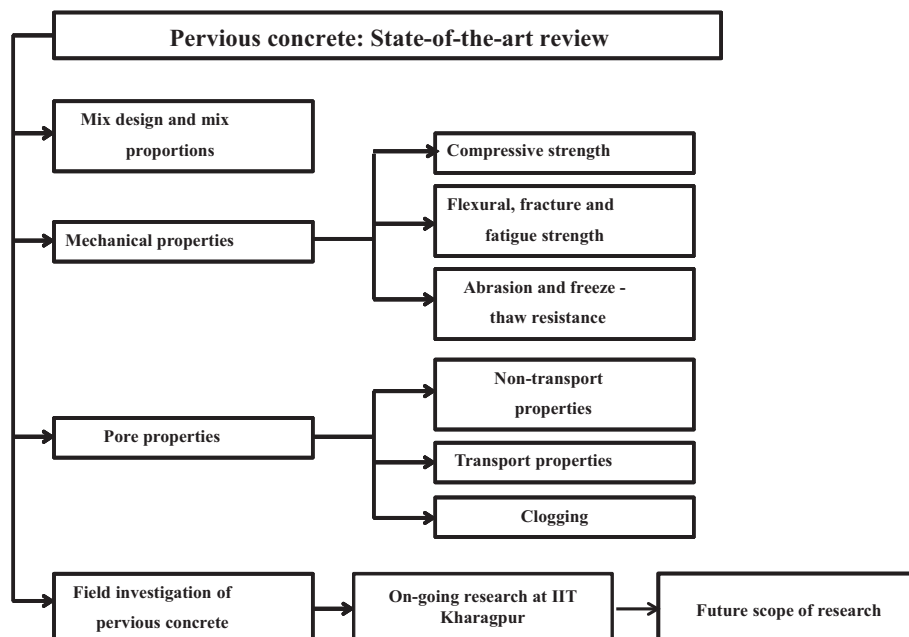 Pervious concrete: State-of-the-art review
Mix design and mix
proportions
Mechanical properties
Compressive strength
Flexural, fracture and
fatigue strength
Abrasion and freeze -
thaw resistance
Pore properties
Non-transport
properties
Transport properties
Clogging
Field investigation of
pervious concrete
On-going research at IIT
Kharagpur
Future scope of research